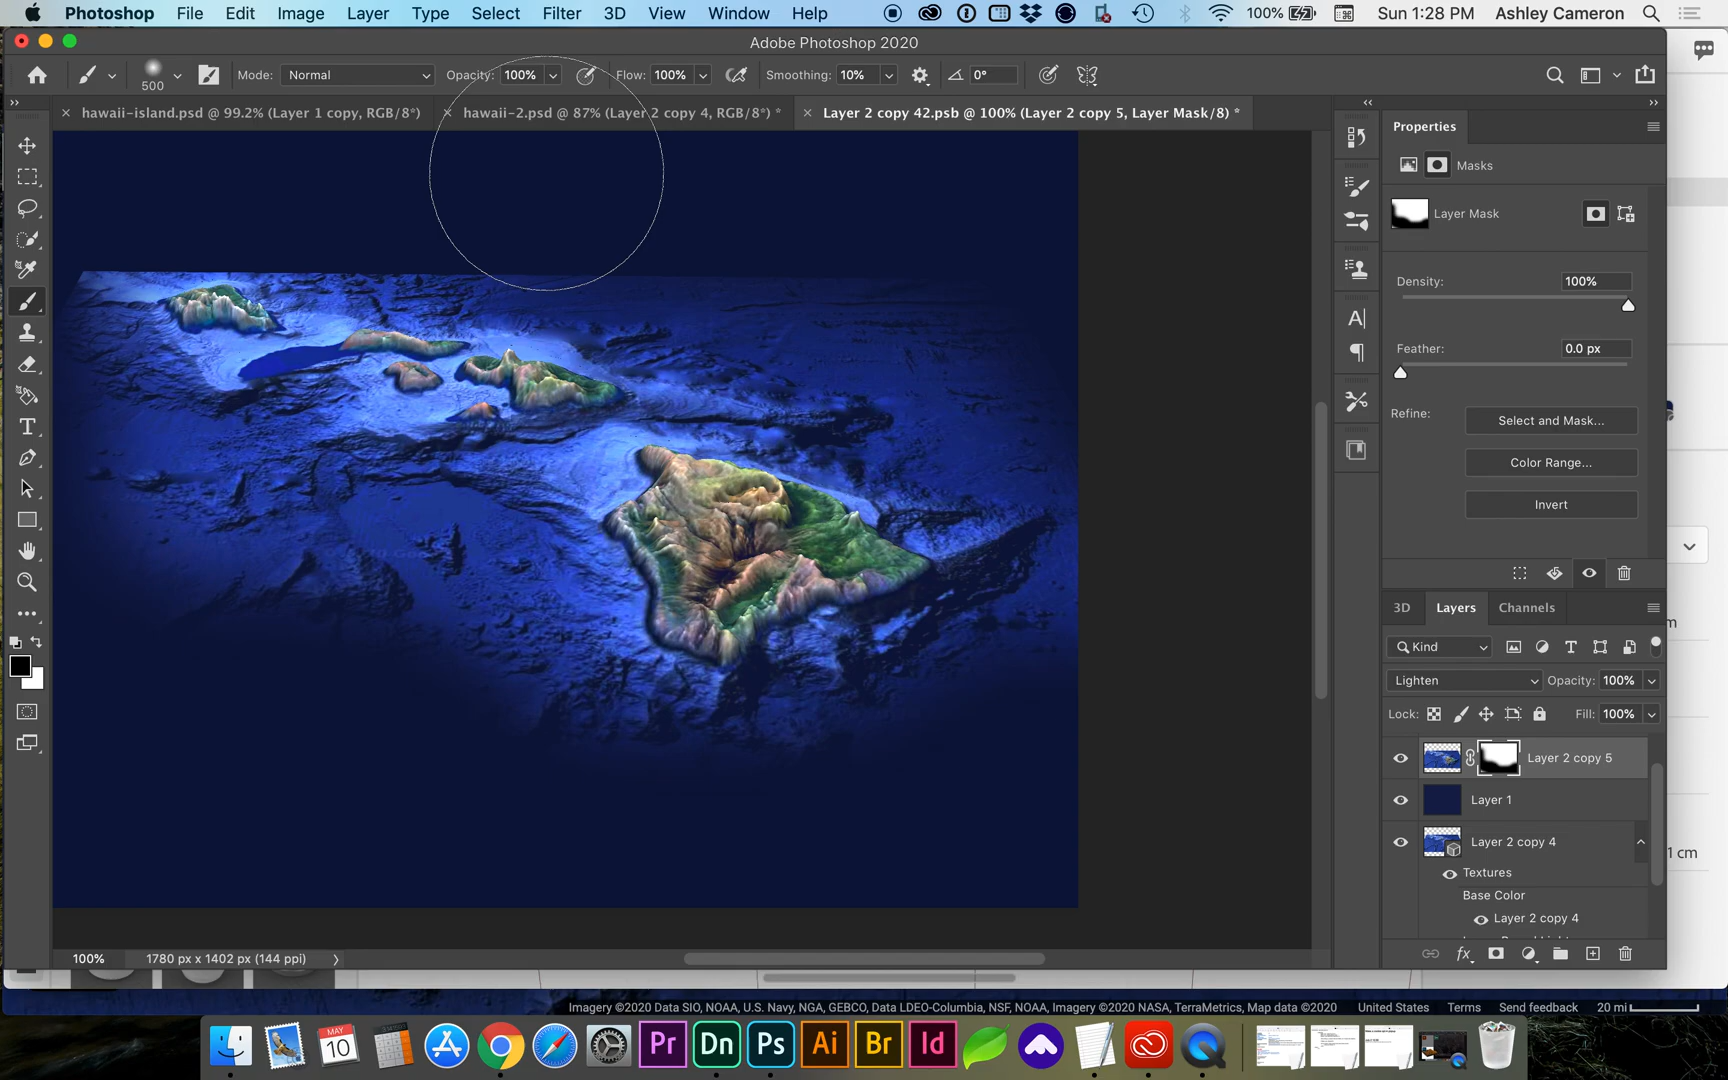 Photoshop File Edit Image Layer Type Select Filter 3D View Window Help 100% Sun 1:28 PM Ashley Cameron
Adobe Photoshop 2020
500 Mode: Normal Opacity: 100% Flow: 100% Smoothing: 10% 0°
hawaii-island.psd @ 99.2% (Layer 1 copy, RGB/8*) hawaii-2.psd @ 87% (Layer 2 copy 4, RGB/8*) * Layer 2 copy 42.psb @ 100% (Layer 2 copy 5, Layer Mask/8) *
Properties
Masks
Layer Mask
Density: 100%
Feather: 0.0 px
Refine: Select and Mask...
Color Range...
Invert
3D Layers Channels
Kind
Lighten Opacity: 100%
Lock: Fill: 100%
Layer 2 copy 5
Layer 1
Layer 2 copy 4
1 cm
Textures
Base Color
Layer 2 copy 4
100% 1780 px x 1402 px (144 ppi)
Imagery ©2020 Data SIO, NOAA, U.S. Navy, NGA, GEBCO, Data LDEO-Columbia, NSF, NOAA, Imagery ©2020 NASA, TerraMetrics, Map data ©2020 United States Terms Send feedback 20 mi
MAY
10
Pr Dn Ps Ai Br Id